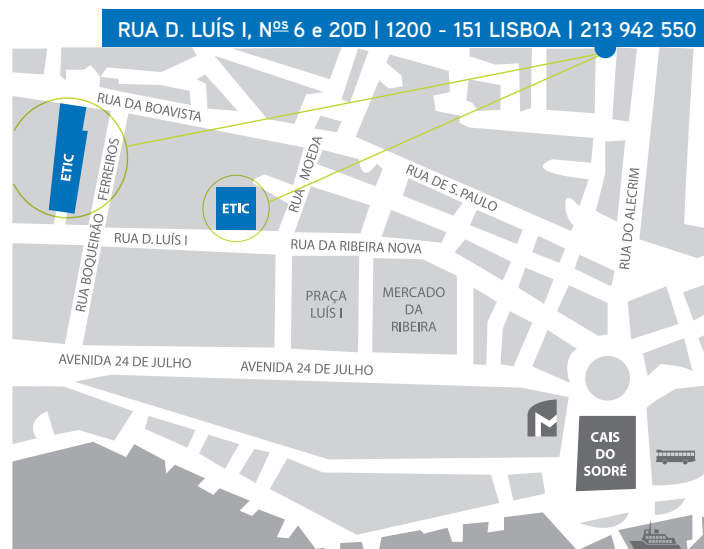 RUA D. LUÍS I, Nºˢ 6 e 20D | 1200 - 151 LISBOA | 213 942 550
RUA DA BOAVISTA
ETIC
RUA BOQUEIRÃO FERREIROS
RUA MOEDA
RUA DE S. PAULO
RUA DO ALECRIM
ETIC
RUA D. LUÍS I
RUA DA RIBEIRA NOVA
PRAÇA
LUÍS I
MERCADO
DA
RIBEIRA
AVENIDA 24 DE JULHO
AVENIDA 24 DE JULHO
M
CAIS
DO
SODRÉ